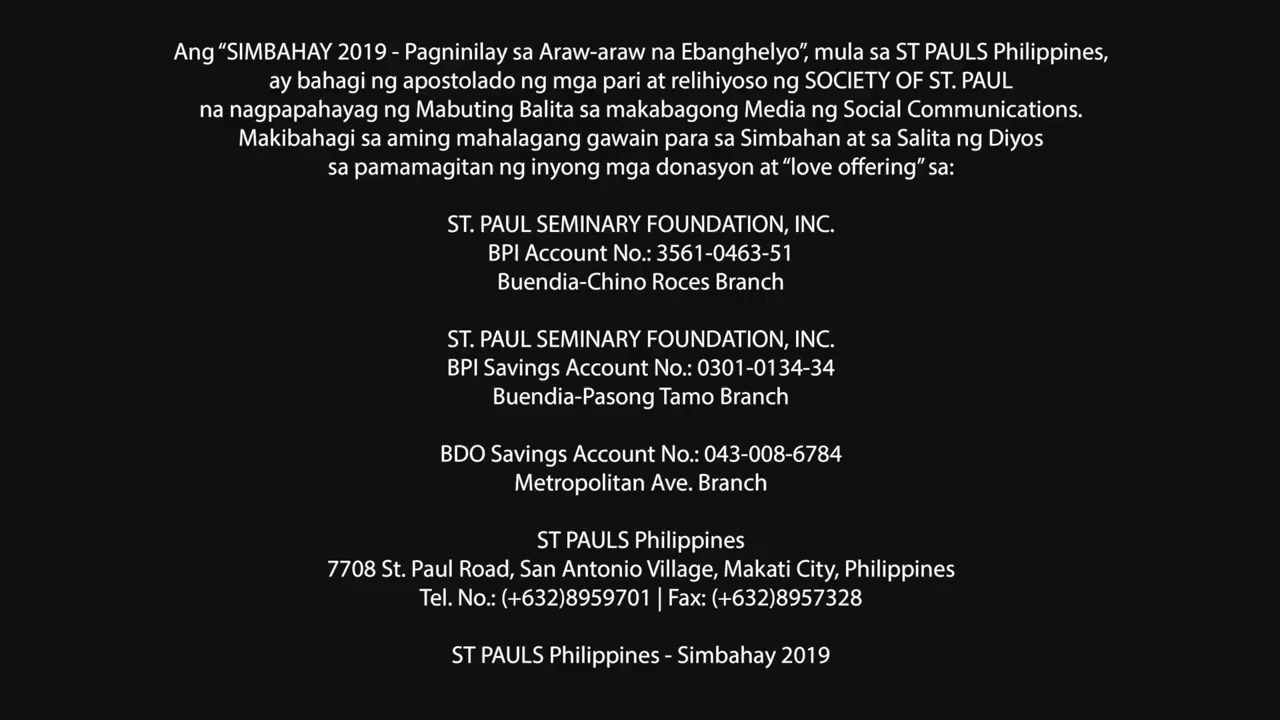 Ang “SIMBAHAY 2019 - Pagninilay sa Araw-araw na Ebanghelyo”, mula sa ST PAULS Philippines,
ay bahagi ng apostolado ng mga pari at relihiyoso ng SOCIETY OF ST. PAUL
na nagpapahayag ng Mabuting Balita sa makabagong Media ng Social Communications.
Makibahagi sa aming mahalagang gawain para sa Simbahan at sa Salita ng Diyos
sa pamamagitan ng inyong mga donasyon at “love offering” sa:
ST. PAUL SEMINARY FOUNDATION, INC.
BPI Account No.: 3561-0463-51
Buendia-Chino Roces Branch
ST. PAUL SEMINARY FOUNDATION, INC.
BPI Savings Account No.: 0301-0134-34
Buendia-Pasong Tamo Branch
BDO Savings Account No.: 043-008-6784
Metropolitan Ave. Branch
ST PAULS Philippines
7708 St. Paul Road, San Antonio Village, Makati City, Philippines
Tel. No.: (+632)8959701 | Fax: (+632)8957328
ST PAULS Philippines - Simbahay 2019